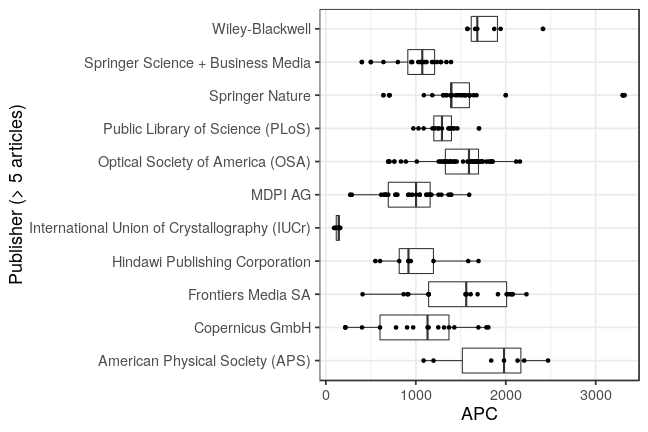 Publisher (> 5 articles)
Wiley-Blackwell
Springer Science + Business Media
Springer Nature
Public Library of Science (PLoS)
Optical Society of America (OSA)
MDPI AG
International Union of Crystallography (IUCr)
Hindawi Publishing Corporation
Frontiers Media SA
Copernicus GmbH
American Physical Society (APS)
0 1000 2000 3000
APC